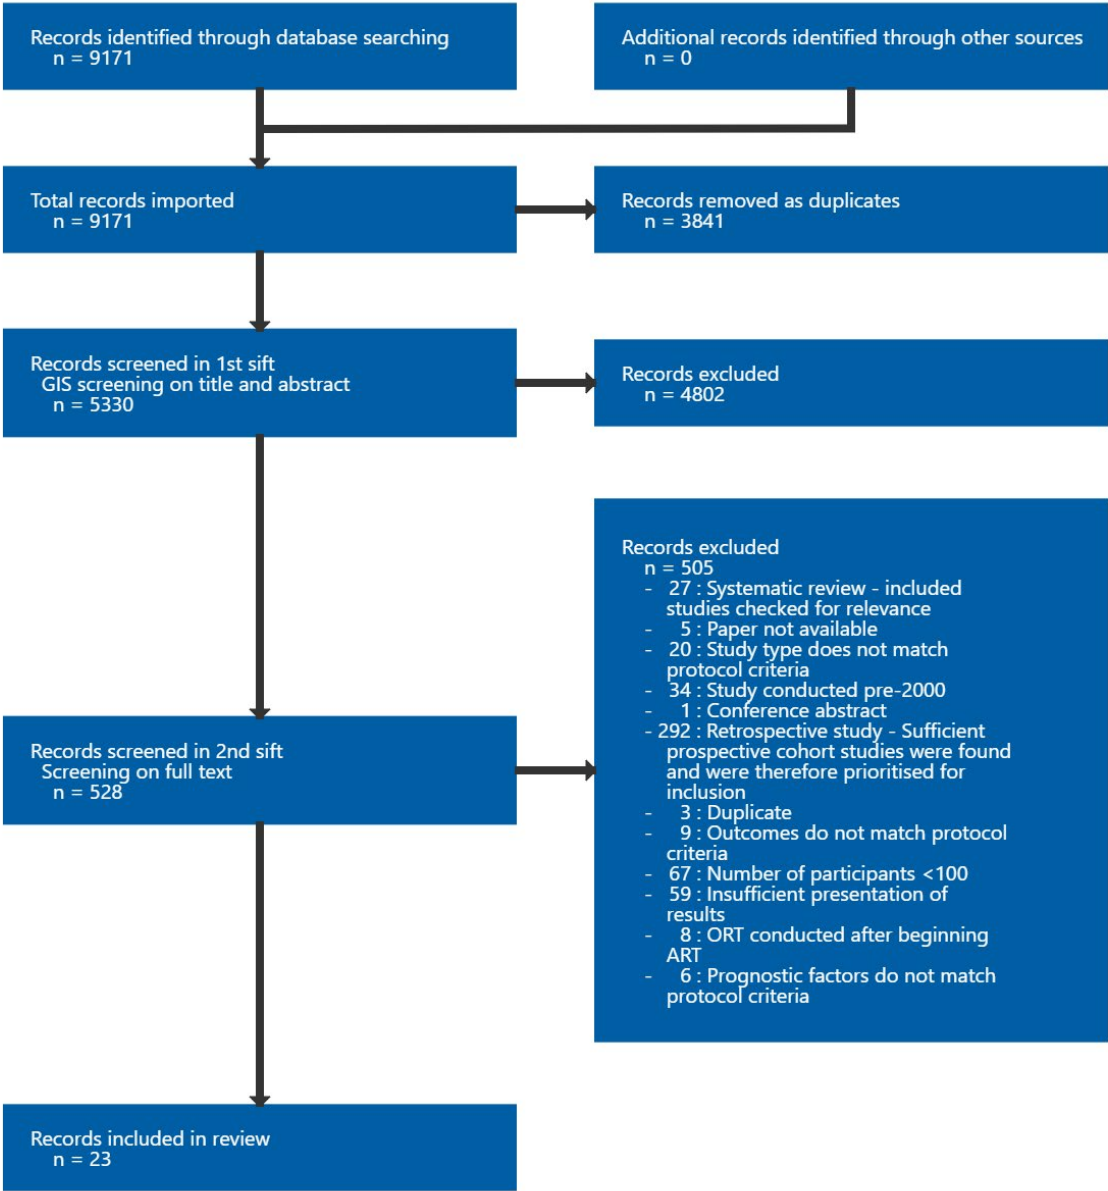 Records identified through database searching
n = 9171
Additional records identified through other sources
n = 0
Total records imported
n = 9171
Records removed as duplicates
n = 3841
Records screened in 1st sift
GIS screening on title and abstract
n = 5330
Records excluded
n = 4802
Records screened in 2nd sift
Screening on full text
n = 528
Records excluded
n = 505
- 27 : Systematic review - included
studies checked for relevance
- 5 : Paper not available
- 20 : Study type does not match
protocol criteria
- 34 : Study conducted pre-2000
- 1 : Conference abstract
- 292 : Retrospective study - Sufficient
prospective cohort studies were found
and were therefore prioritised for
inclusion
- 3 : Duplicate
- 9 : Outcomes do not match protocol
criteria
- 67 : Number of participants <100
- 59 : Insufficient presentation of
results
- 8 : ORT conducted after beginning
ART
- 6 : Prognostic factors do not match
protocol criteria
Records included in review
n = 23